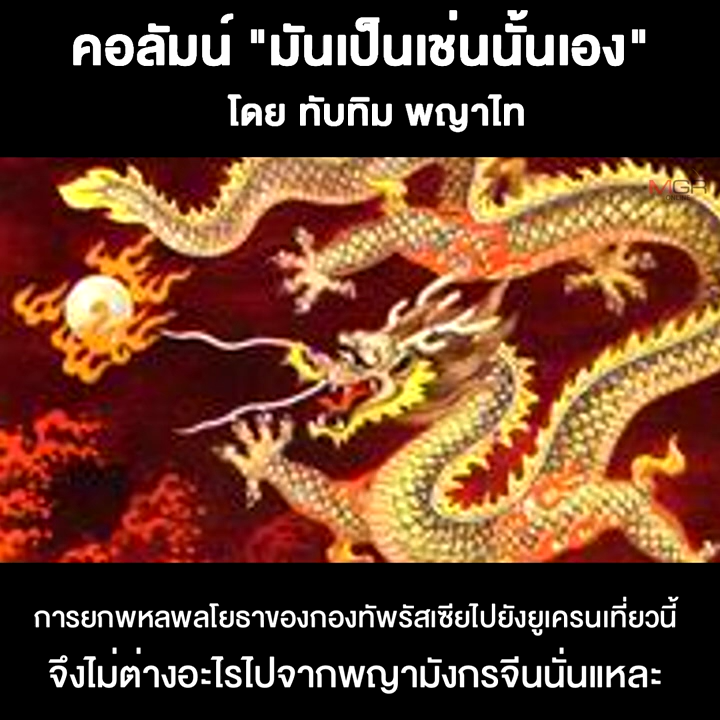 คอลัมน์ "มันเป็นเช่นนั้นเอง"
โดย ทับทิม พญาไท
MGR
ONLINE
การยกพหลพลโยธาของกองทัพรัสเซียไปยังยูเครนเที่ยวนี้
จึงไม่ต่างอะไรไปจากพญามังกรจีนนั่นแหละ